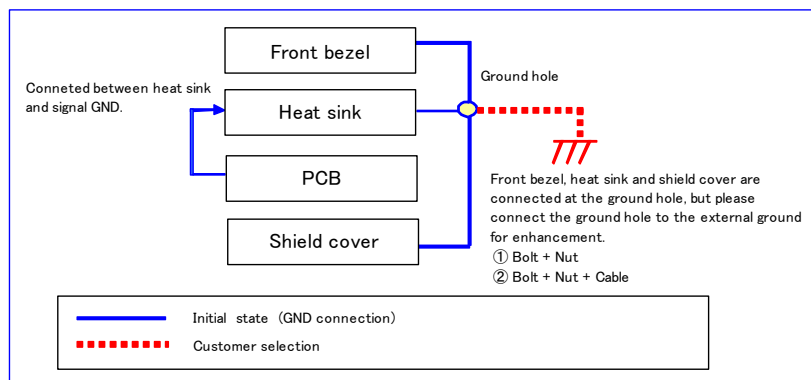 Front bezel
Ground hole
Conneted between heat sink
and signal GND.
Heat sink
PCB
Front bezel, heat sink and shield cover are
connected at the ground hole, but please
connect the ground hole to the external ground
for enhancement.
① Bolt + Nut
② Bolt + Nut + Cable
Shield cover
Initial state (GND connection)
Customer selection